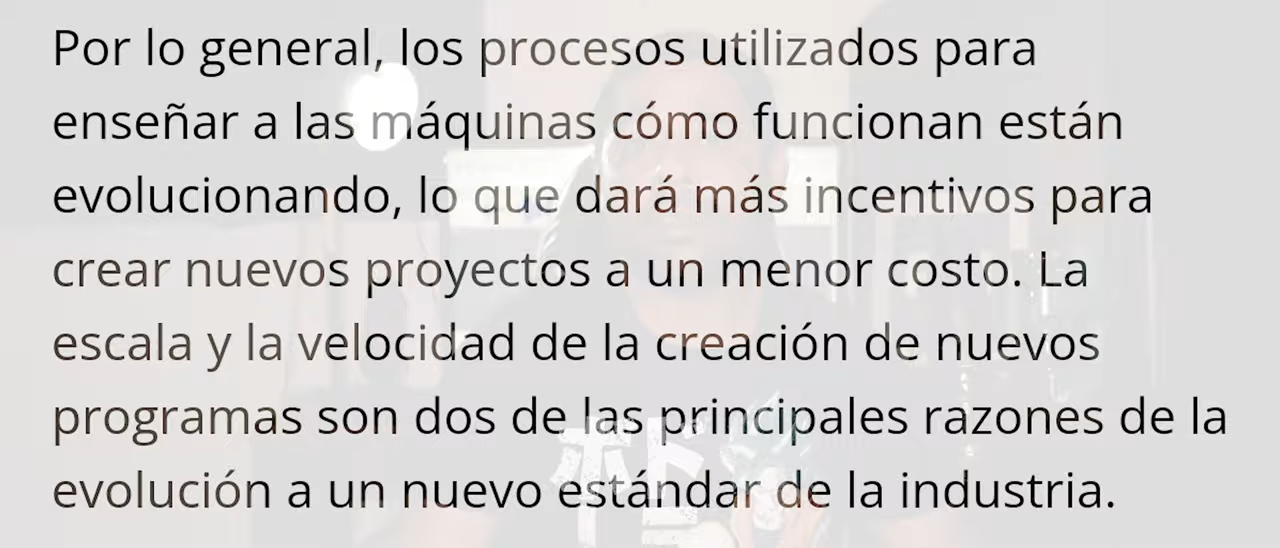 Por lo general, los procesos utilizados para
enseñar a las máquinas cómo funcionan están
evolucionando, lo que dará más incentivos para
crear nuevos proyectos a un menor costo. La
escala y la velocidad de la creación de nuevos
programas son dos de las principales razones de la
evolución a un nuevo estándar de la industria.